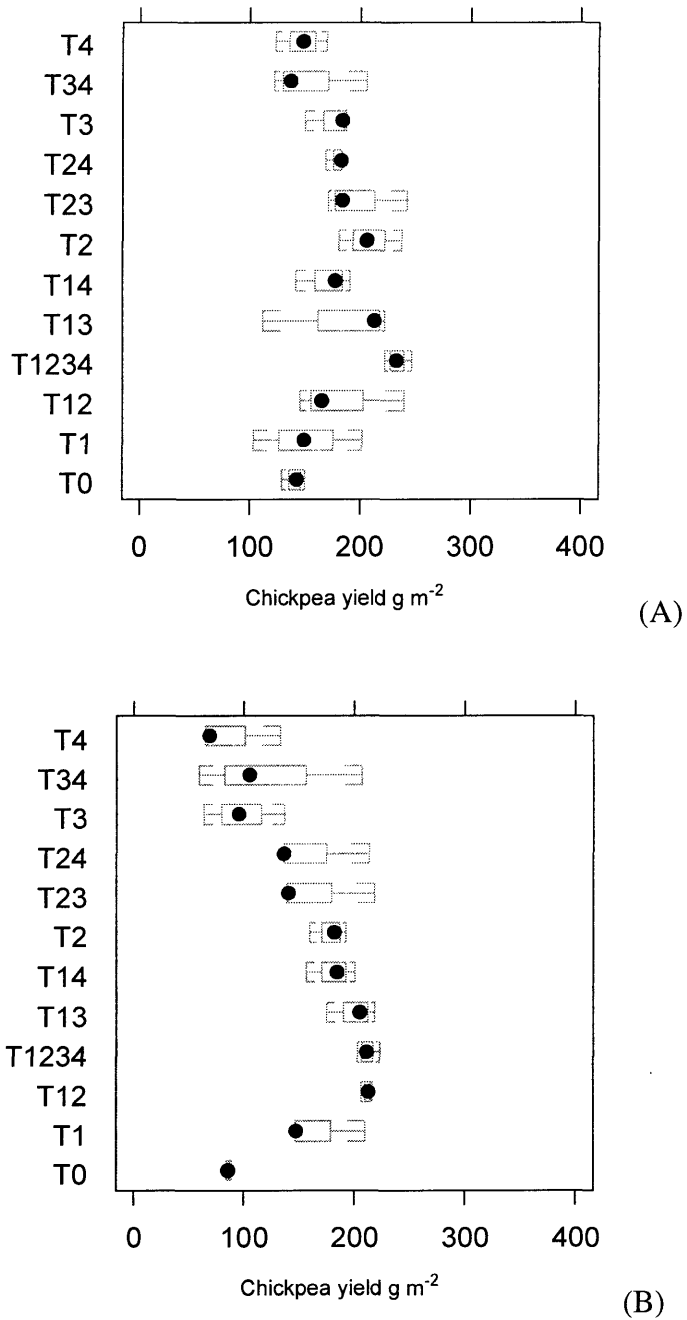 T4
T34
T3
T24
T23
T2
T14
T13
T1234
T12
T1
T0
0 100 200 300 400
Chickpea yield g m-2
(A)
T4
T34
T3
T24
T23
T2
T14
T13
T1234
T12
T1
T0
0 100 200 300 400
Chickpea yield g m-2
(B)